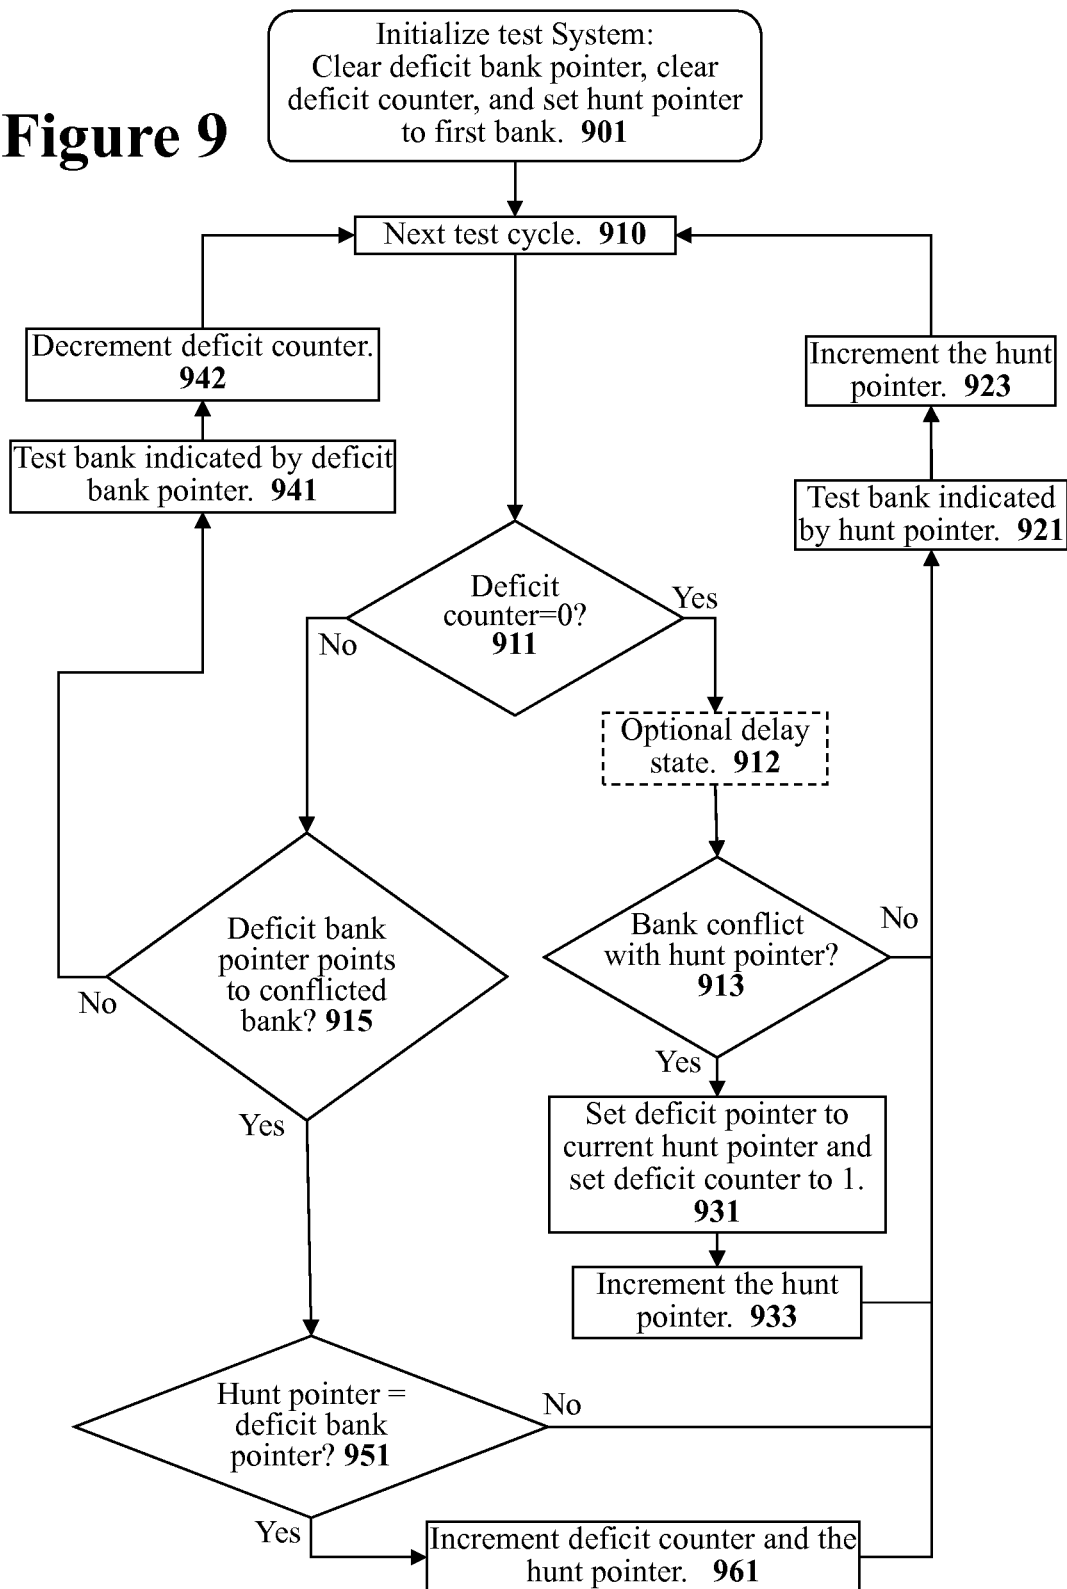 Initialize test System:
Clear deficit bank pointer, clear
deficit counter, and set hunt pointer
to first bank. 901
Figure 9
Next test cycle. 910
Decrement deficit counter.
942
Increment the hunt
pointer. 923
Test bank indicated by deficit
bank pointer. 941
Test bank indicated
by hunt pointer. 921
Deficit
counter=0?
911
Yes
No
Optional delay
state. 912
Deficit bank
pointer points
to conflicted
bank? 915
No
Bank conflict
with hunt pointer?
913
No
Yes
Yes
Set deficit pointer to
current hunt pointer and
set deficit counter to 1.
931
Increment the hunt
pointer. 933
Hunt pointer =
deficit bank
pointer? 951
No
Yes
Increment deficit counter and the
hunt pointer. 961